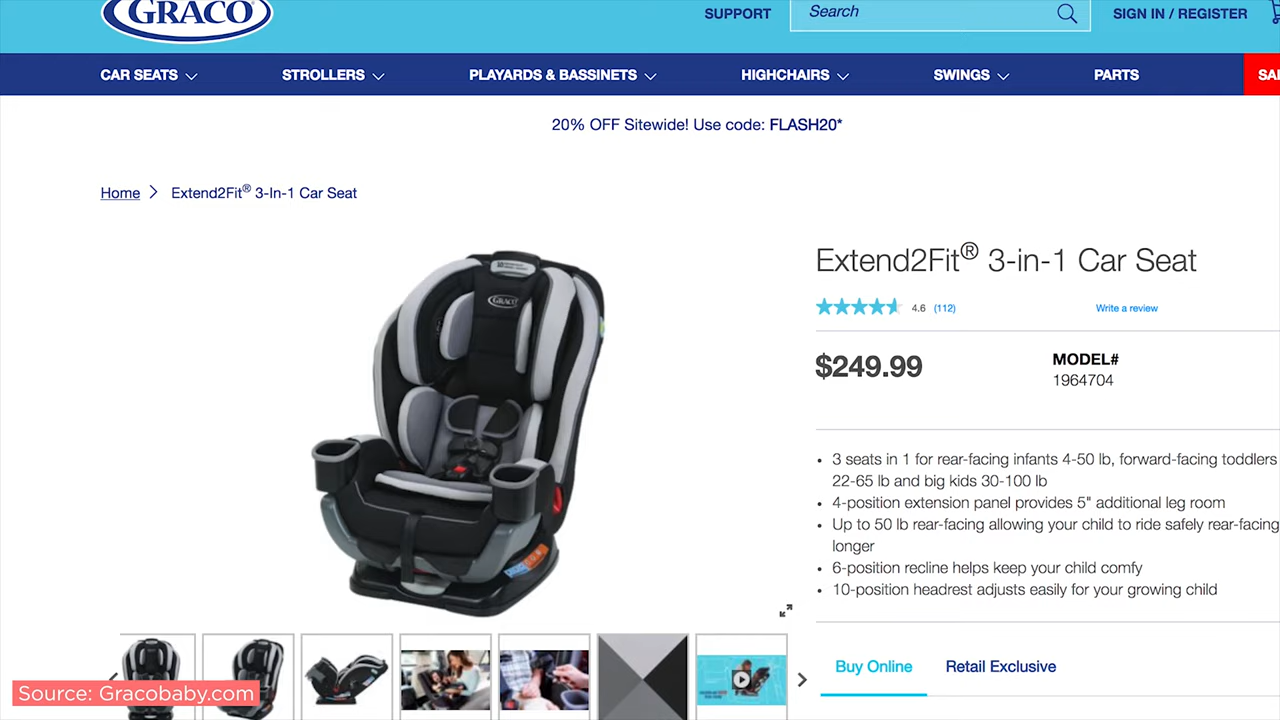 GRACO
SUPPORT
Search
SIGN IN / REGISTER
CAR SEATS
STROLLERS
PLAYARDS & BASSINETS
HIGHCHAIRS
SWINGS
PARTS
20% OFF Sitewide! Use code: FLASH20*
Home > Extend2Fit® 3-In-1 Car Seat
GRACO
Extend2Fit® 3-in-1 Car Seat
4.6 (112)
Write a review
$249.99
MODEL#
1964704
• 3 seats in 1 for rear-facing infants 4-50 lb, forward-facing toddlers
22-65 lb and big kids 30-100 lb
• 4-position extension panel provides 5" additional leg room
• Up to 50 lb rear-facing allowing your child to ride safely rear-facing
longer
• 6-position recline helps keep your child comfy
• 10-position headrest adjusts easily for your growing child
Buy Online
Retail Exclusive
Source: Gracobaby.com